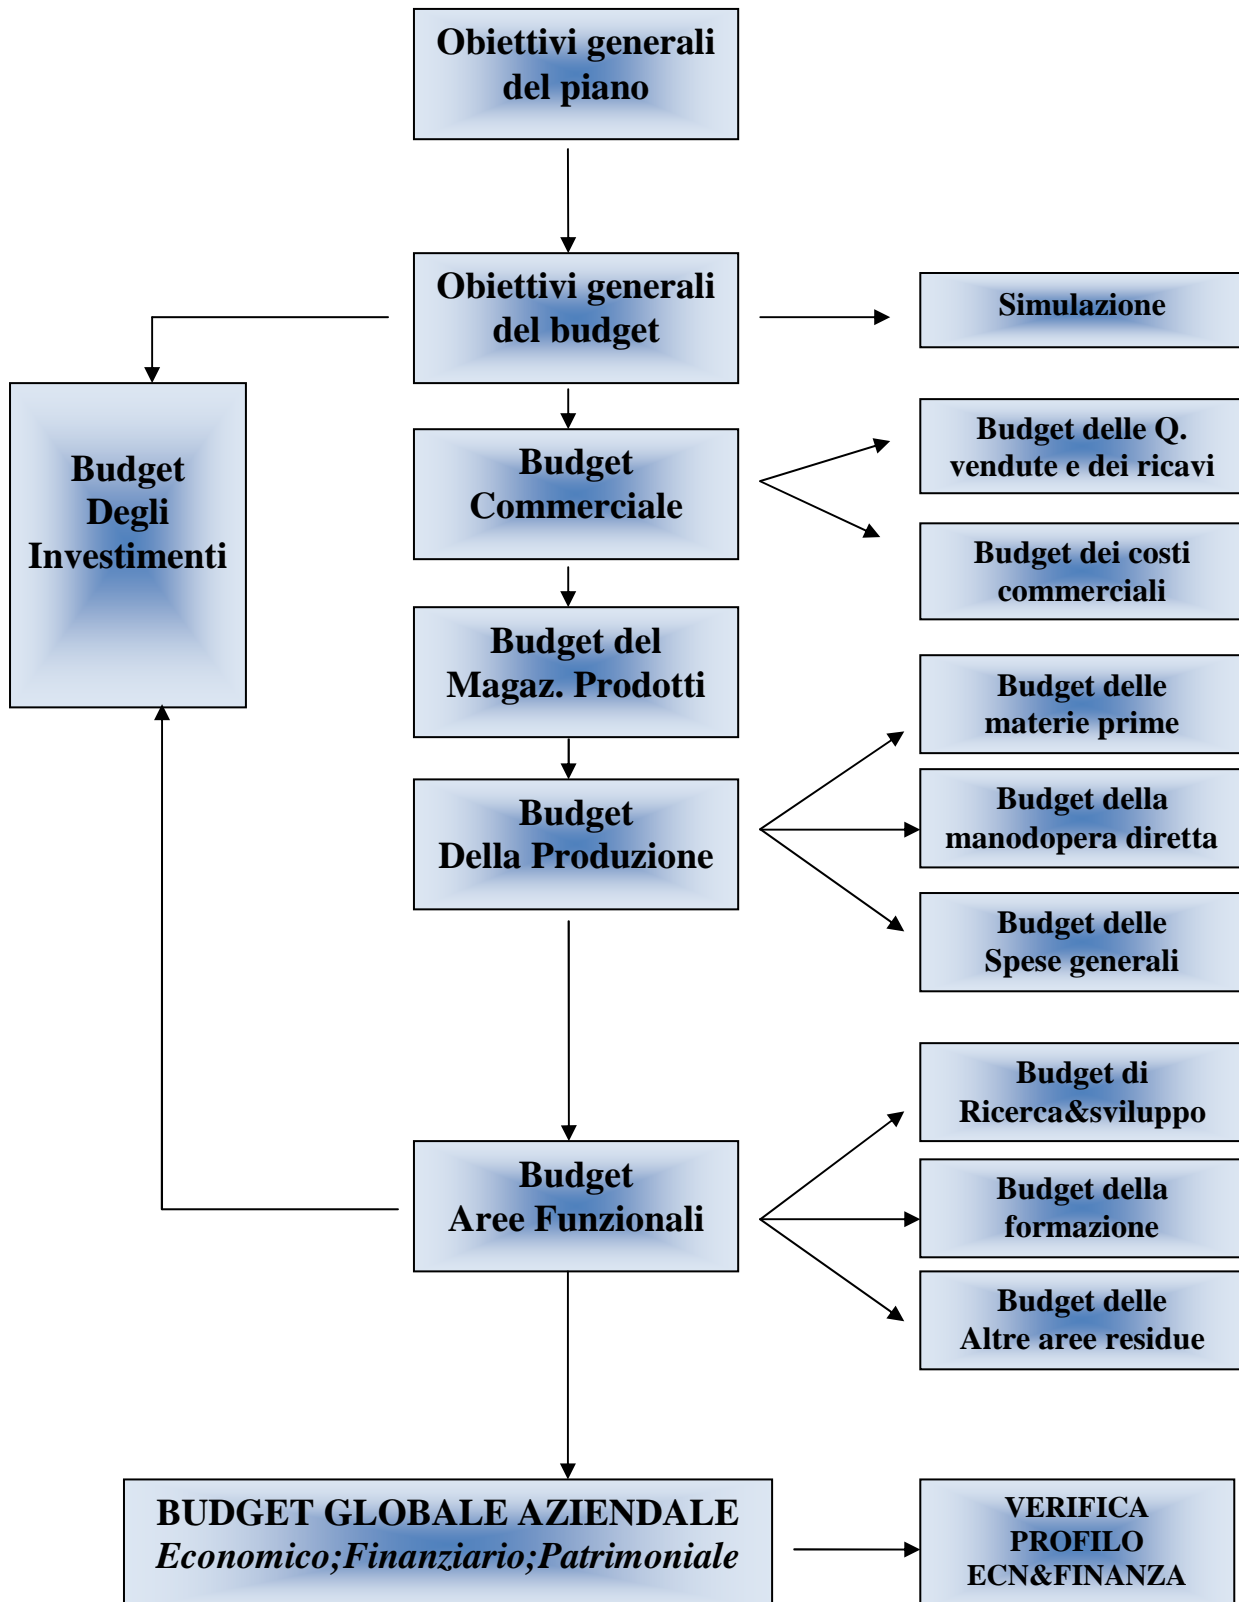 Obiettivi generali
del piano
Obiettivi generali
del budget
Simulazione
Budget
Degli
Investimenti
Budget
Commerciale
Budget delle Q.
vendute e dei ricavi
Budget dei costi
commerciali
Budget del
Magaz. Prodotti
Budget delle
materie prime
Budget
Della Produzione
Budget della
manodopera diretta
Budget delle
Spese generali
Budget di
Ricerca&sviluppo
Budget
Aree Funzionali
Budget della
formazione
Budget delle
Altre aree residue
BUDGET GLOBALE AZIENDALE
Economico;Finanziario;Patrimoniale
VERIFICA
PROFILO
ECN&FINANZA